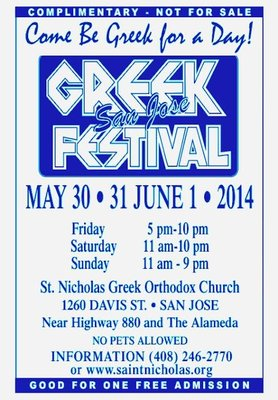 COMPLIMENTARY - NOT FOR SALE
Come Be Greek for a Day!
GREEK
San Jose
FESTIVAL
MAY 30 • 31 JUNE 1 • 2014
Friday 5 pm-10 pm
Saturday 11 am-10 pm
Sunday 11 am - 9 pm
St. Nicholas Greek Orthodox Church
1260 DAVIS ST. • SAN JOSE
Near Highway 880 and The Alameda
NO PETS ALLOWED
INFORMATION (408) 246-2770
or www.saintnicholas.org
GOOD FOR ONE FREE ADMISSION